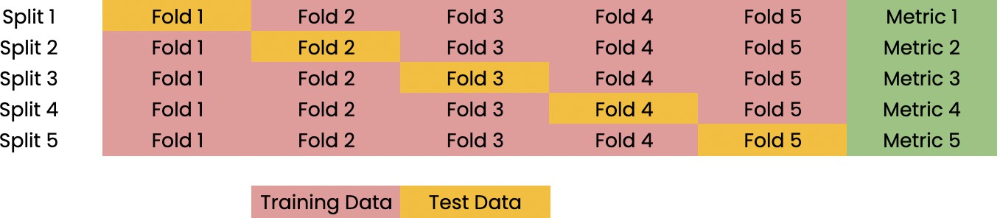 Split 1 Fold 1 Fold 2 Fold 3 Fold 4 Fold 5 Metric 1
Split 2 Fold 1 Fold 2 Fold 3 Fold 4 Fold 5 Metric 2
Split 3 Fold 1 Fold 2 Fold 3 Fold 4 Fold 5 Metric 3
Split 4 Fold 1 Fold 2 Fold 3 Fold 4 Fold 5 Metric 4
Split 5 Fold 1 Fold 2 Fold 3 Fold 4 Fold 5 Metric 5
Training Data Test Data